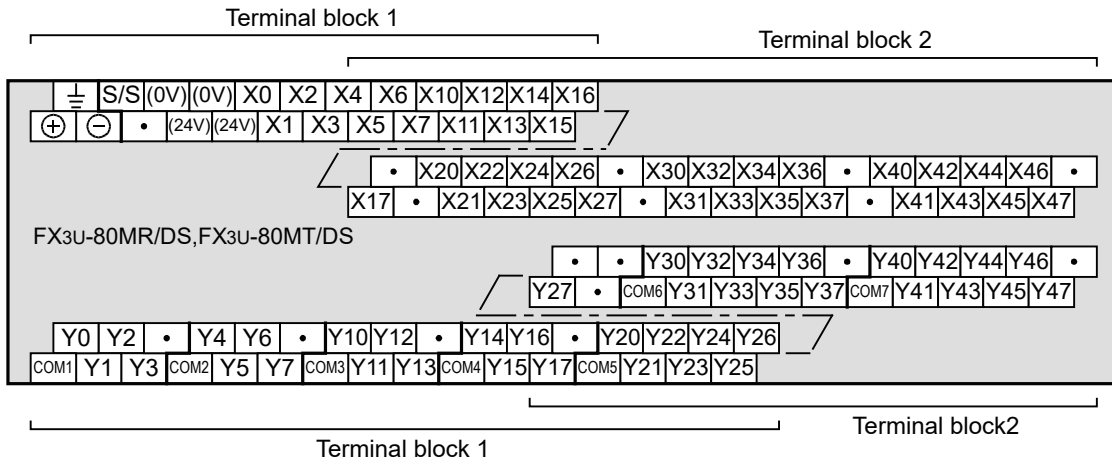 Terminal block 1
Terminal block 2
S/S (0V) (0V) X0 X2 X4 X6 X10 X12 X14 X16
⊕ ⊖ • (24V) (24V) X1 X3 X5 X7 X11 X13 X15
• X20 X22 X24 X26 • X30 X32 X34 X36 • X40 X42 X44 X46 •
X17 • X21 X23 X25 X27 • X31 X33 X35 X37 • X41 X43 X45 X47
FX3U-80MR/DS,FX3U-80MT/DS
• • Y30 Y32 Y34 Y36 • Y40 Y42 Y44 Y46 •
Y27 • COM6 Y31 Y33 Y35 Y37 COM7 Y41 Y43 Y45 Y47
Y0 Y2 • Y4 Y6 • Y10 Y12 • Y14 Y16 • Y20 Y22 Y24 Y26
COM1 Y1 Y3 COM2 Y5 Y7 COM3 Y11 Y13 COM4 Y15 Y17 COM5 Y21 Y23 Y25
Terminal block2
Terminal block 1